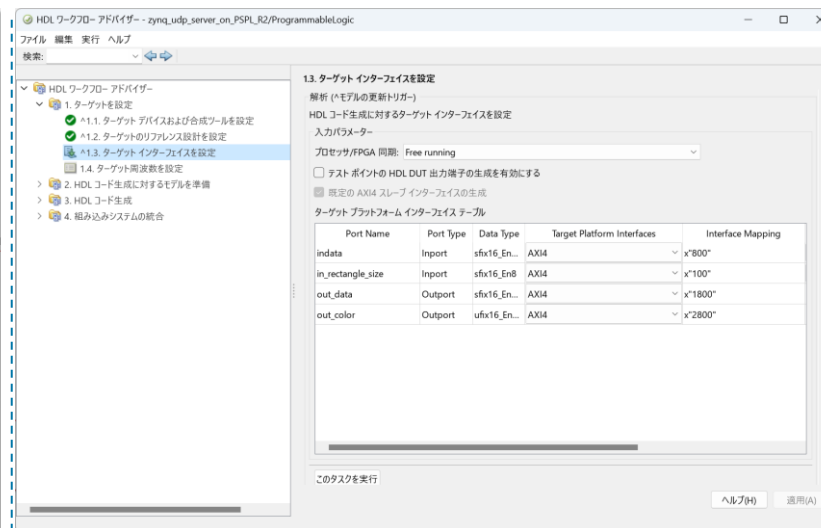 HDL ワークフロー アドバイザー - zynq_udp_server_on_PSPL_R2/ProgrammableLogic
ファイル 編集 実行 ヘルプ
検索:
HDL ワークフロー アドバイザー
1. ターゲットを設定
^1.1. ターゲット デバイスおよび合成ツールを設定
^1.2. ターゲットのリファレンス設計を設定
^1.3. ターゲット インターフェイスを設定
1.4. ターゲット周波数を設定
2. HDL コード生成に対するモデルを準備
3. HDL コード生成
4. 組み込みシステムの統合
1.3. ターゲット インターフェイスを設定
解析 (^モデルの更新トリガー)
HDL コード生成に対するターゲット インターフェイスを設定
入力パラメーター
プロセッサ/FPGA 同期: Free running
テスト ポイントの HDL DUT 出力端子の生成を有効にする
既定の AXI4 スレーブ インターフェイスの生成
ターゲット プラットフォーム インターフェイス テーブル
Port Name Port Type Data Type Target Platform Interfaces Interface Mapping
indata Inport sfix16_En... AXI4 x"800"
in_rectangle_size Inport sfix16_En8 AXI4 x"100"
out_data Outport sfix16_En... AXI4 x"1800"
out_color Outport ufix16_En... AXI4 x"2800"
このタスクを実行
ヘルプ(H) 適用(A)